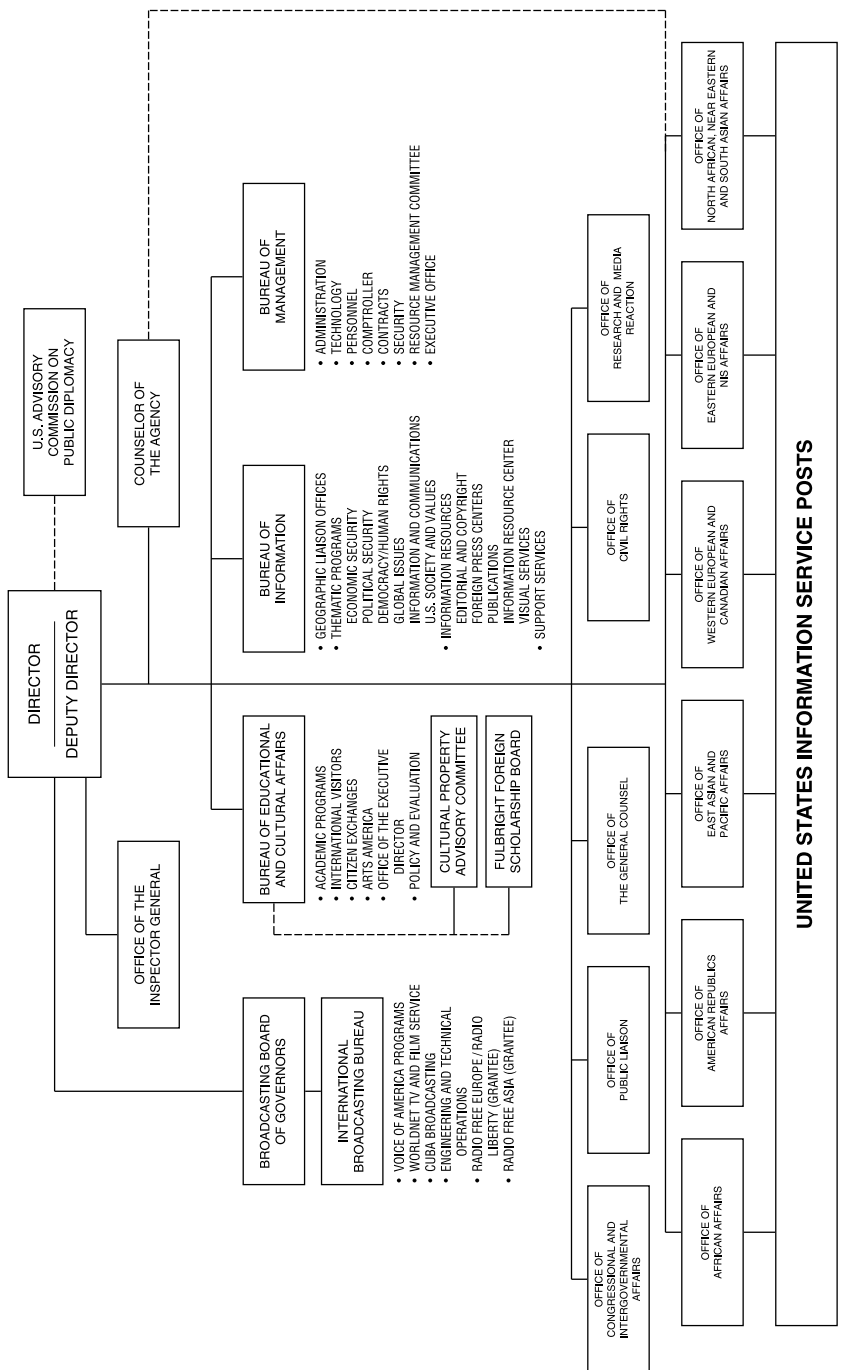 DIRECTOR
DEPUTY DIRECTOR
U.S. ADVISORY
COMMISSION ON
PUBLIC DIPLOMACY
OFFICE OF THE
INSPECTOR GENERAL
COUNSELOR OF
THE AGENCY
BROADCASTING BOARD
OF GOVERNORS
INTERNATIONAL
BROADCASTING BUREAU
• VOICE OF AMERICA PROGRAMS
• WORLDNET TV AND FILM SERVICE
• CUBA BROADCASTING
• ENGINEERING AND TECHNICAL
OPERATIONS
• RADIO FREE EUROPE / RADIO
LIBERTY (GRANTEE)
• RADIO FREE ASIA (GRANTEE)
BUREAU OF EDUCATIONAL
AND CULTURAL AFFAIRS
• ACADEMIC PROGRAMS
• INTERNATIONAL VISITORS
• CITIZEN EXCHANGES
• ARTS AMERICA
• OFFICE OF THE EXECUTIVE
DIRECTOR
• POLICY AND EVALUATION
CULTURAL PROPERTY
ADVISORY COMMITTEE
FULBRIGHT FOREIGN
SCHOLARSHIP BOARD
BUREAU OF
INFORMATION
• GEOGRAPHIC LIAISON OFFICES
• THEMATIC PROGRAMS
ECONOMIC SECURITY
POLITICAL SECURITY
DEMOCRACY/HUMAN RIGHTS
GLOBAL ISSUES
INFORMATION AND COMMUNICATIONS
U.S. SOCIETY AND VALUES
• INFORMATION RESOURCES
EDITORIAL AND COPYRIGHT
FOREIGN PRESS CENTERS
PUBLICATIONS
INFORMATION RESOURCE CENTER
VISUAL SERVICES
• SUPPORT SERVICES
BUREAU OF
MANAGEMENT
• ADMINISTRATION
• TECHNOLOGY
• PERSONNEL
• COMPTROLLER
• CONTRACTS
• SECURITY
• RESOURCE MANAGEMENT COMMITTEE
• EXECUTIVE OFFICE
OFFICE OF
CONGRESSIONAL AND
INTERGOVERNMENTAL
AFFAIRS
OFFICE OF
PUBLIC LIAISON
OFFICE OF
THE GENERAL COUNSEL
OFFICE OF
CIVIL RIGHTS
OFFICE OF
RESEARCH AND MEDIA
REACTION
OFFICE OF
AFRICAN AFFAIRS
OFFICE OF
AMERICAN REPUBLICS
AFFAIRS
OFFICE OF
EAST ASIAN AND
PACIFIC AFFAIRS
OFFICE OF
WESTERN EUROPEAN AND
CANADIAN AFFAIRS
OFFICE OF
EASTERN EUROPEAN AND
NIS AFFAIRS
OFFICE OF
NORTH AFRICAN, NEAR EASTERN
AND SOUTH ASIAN AFFAIRS
UNITED STATES INFORMATION SERVICE POSTS